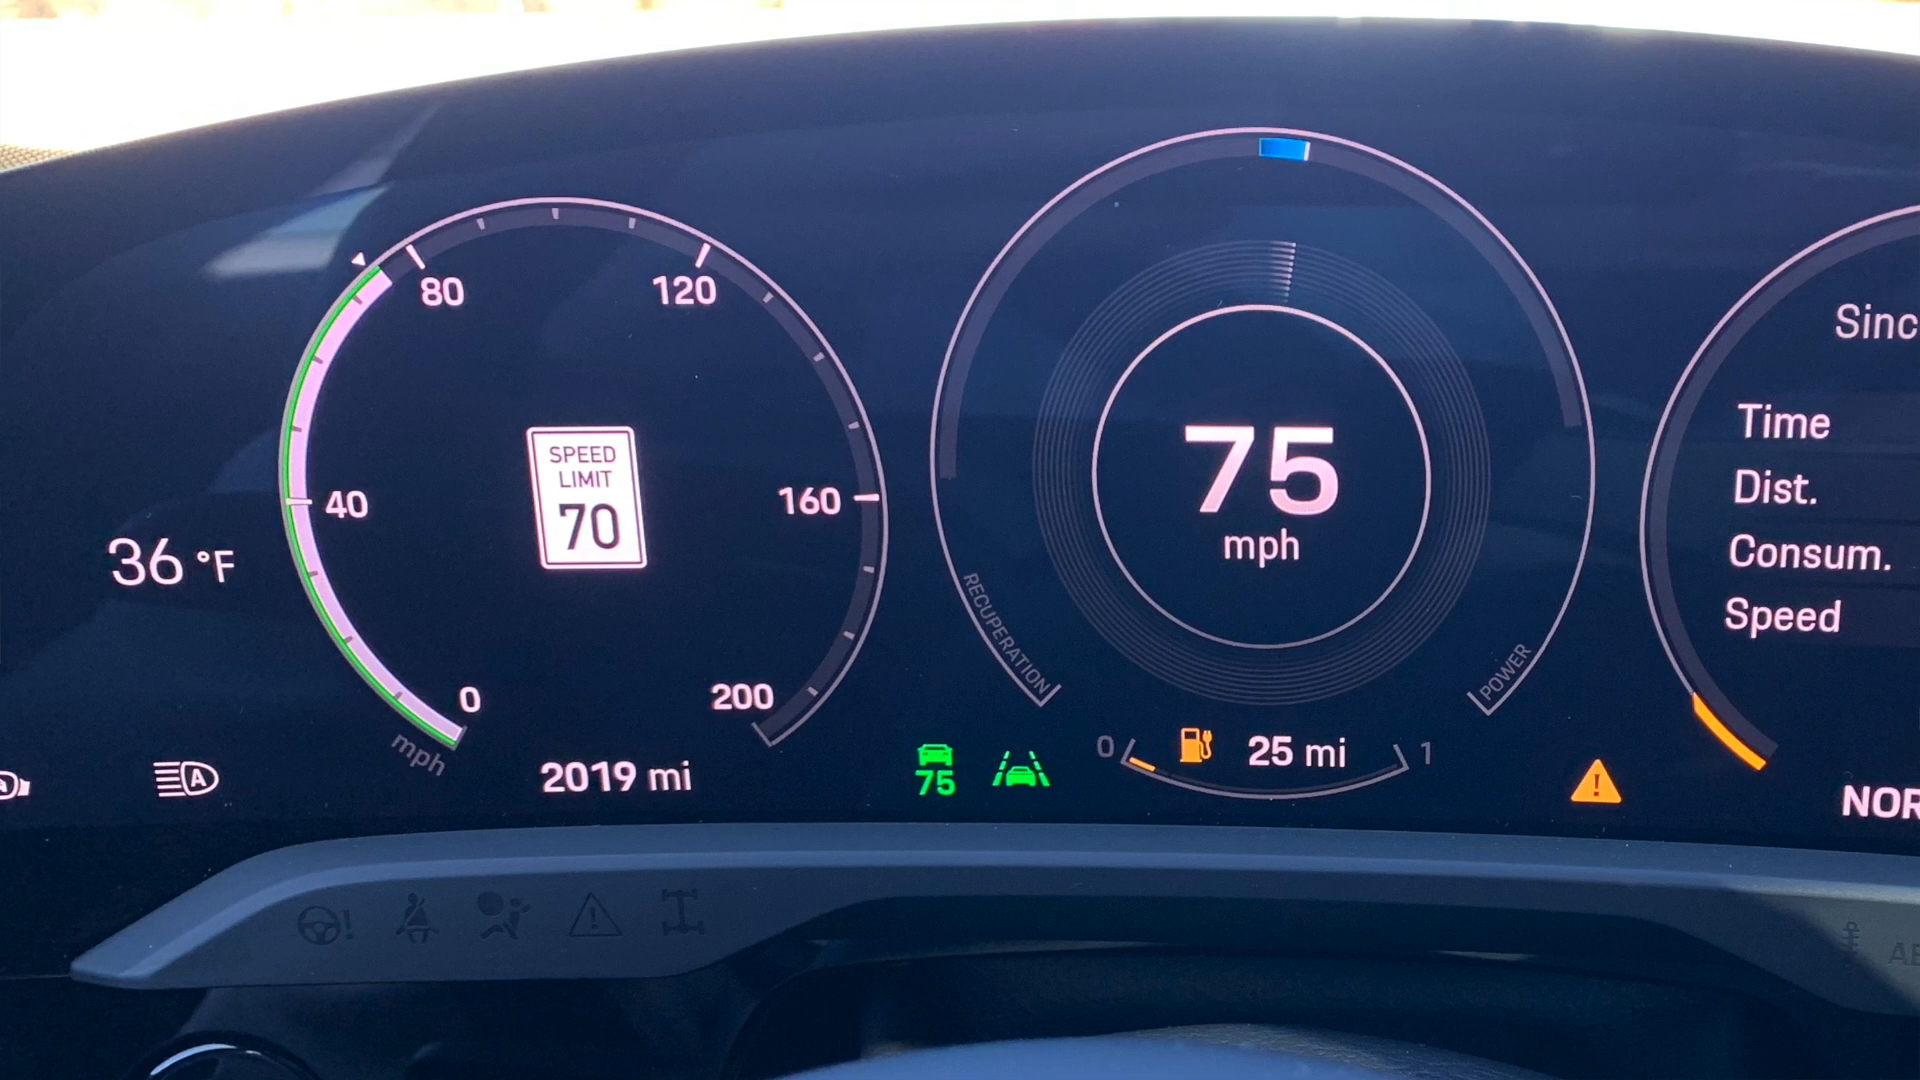 80
120
40
160
0
200
mph
SPEED
LIMIT
70
36 °F
A
2019 mi
75
mph
RECUPERATION
POWER
75
0
25 mi
1
Sinc
Time
Dist.
Consum.
Speed
NOR